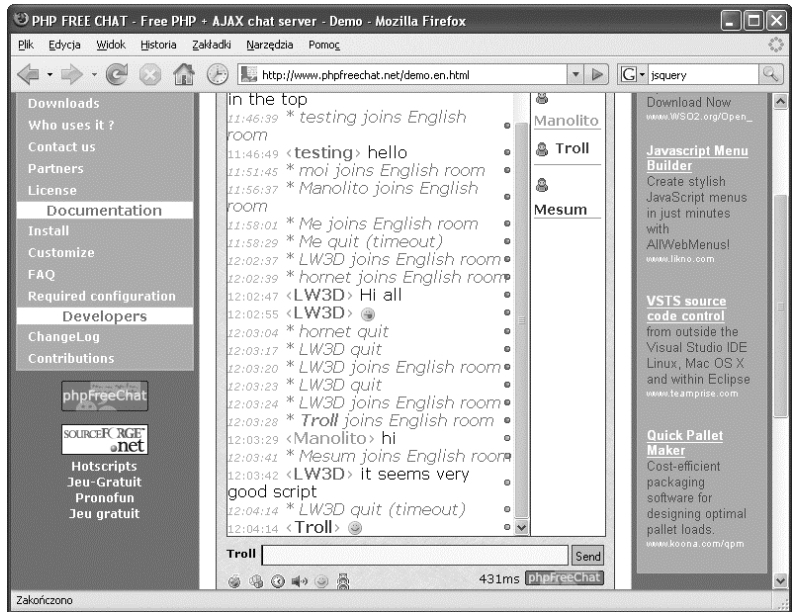 PHP FREE CHAT - Free PHP + AJAX chat server - Demo - Mozilla Firefox
Plik Edycja Widok Historia Zakładki Narzędzia Pomoc
http://www.phpfreechat.net/demo.en.html
G jsquery
Downloads
Who uses it ?
Contact us
Partners
License
Documentation
Install
Customize
FAQ
Required configuration
Developers
ChangeLog
Contributions
phpFreeChat
SOURCEFORGE
.net
Hotscripts
Jeu-Gratuit
Pronofun
Jeu gratuit
in the top
11:46:39 * testing joins English
room
11:46:49 <testing> hello
11:51:45 * moi joins English room
11:56:37 * Manolito joins English
room
11:58:01 * Me joins English room
11:58:29 * Me quit (timeout)
12:02:37 * LW3D joins English room
12:02:39 * hornet joins English room
12:02:47 <LW3D> Hi all
12:02:55 <LW3D>
12:03:04 * hornet quit
12:03:17 * LW3D quit
12:03:20 * LW3D joins English room
12:03:23 * LW3D quit
12:03:24 * LW3D joins English room
12:03:28 * Troll joins English room
12:03:29 <Manolito> hi
12:03:41 * Mesum joins English room
12:03:42 <LW3D> it seems very
good script
12:04:14 * LW3D quit (timeout)
12:04:14 <Troll>
Manolito
Troll
Mesum
Troll
Send
431ms phpFreeChat
Download Now
www.WSO2.org/Open_
Javascript Menu
Builder
Create stylish
JavaScript menus
in just minutes
with
AllWebMenus!
www.likno.com
VSTS source
code control
from outside the
Visual Studio IDE
Linux, Mac OS X
and within Eclipse
www.teamprise.com
Quick Pallet
Maker
Cost-efficient
packaging
software for
designing optimal
pallet loads.
www.koona.com/qpm
Zakończono